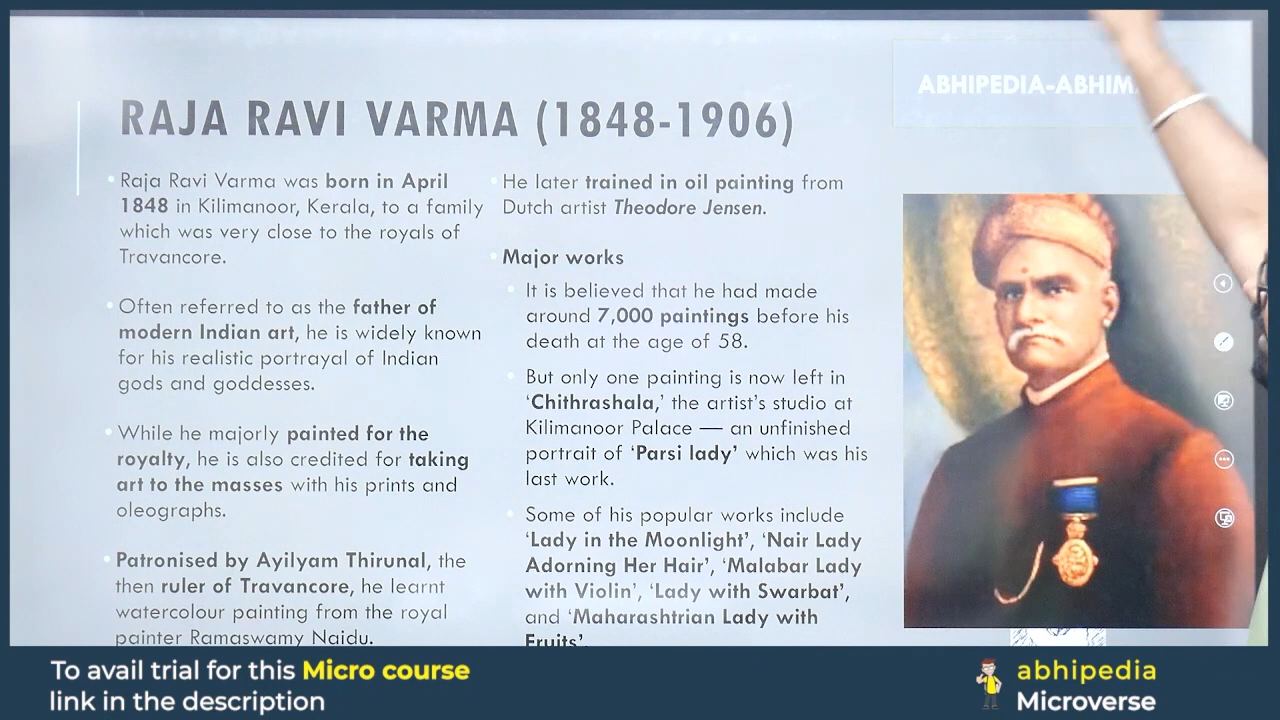 ABHIPEDIA-ABHIM
RAJA RAVI VARMA (1848-1906)
Raja Ravi Varma was born in April
1848 in Kilimanoor, Kerala, to a family
which was very close to the royals of
Travancore.
Often referred to as the father of
modern Indian art, he is widely known
for his realistic portrayal of Indian
gods and goddesses.
While he majorly painted for the
royalty, he is also credited for taking
art to the masses with his prints and
oleographs.
Patronised by Ayilyam Thirunal, the
then ruler of Travancore, he learnt
watercolour painting from the royal
painter Ramaswamy Naidu.
He later trained in oil painting from
Dutch artist Theodore Jensen.
Major works
It is believed that he had made
around 7,000 paintings before his
death at the age of 58.
But only one painting is now left in
‘Chithrashala,’ the artist’s studio at
Kilimanoor Palace — an unfinished
portrait of ‘Parsi lady’ which was his
last work.
Some of his popular works include
‘Lady in the Moonlight’, ‘Nair Lady
Adorning Her Hair’, ‘Malabar Lady
with Violin’, ‘Lady with Swarbat’,
and ‘Maharashtrian Lady with
Fruits’.
To avail trial for this Micro course
link in the description
abhipedia
Microverse